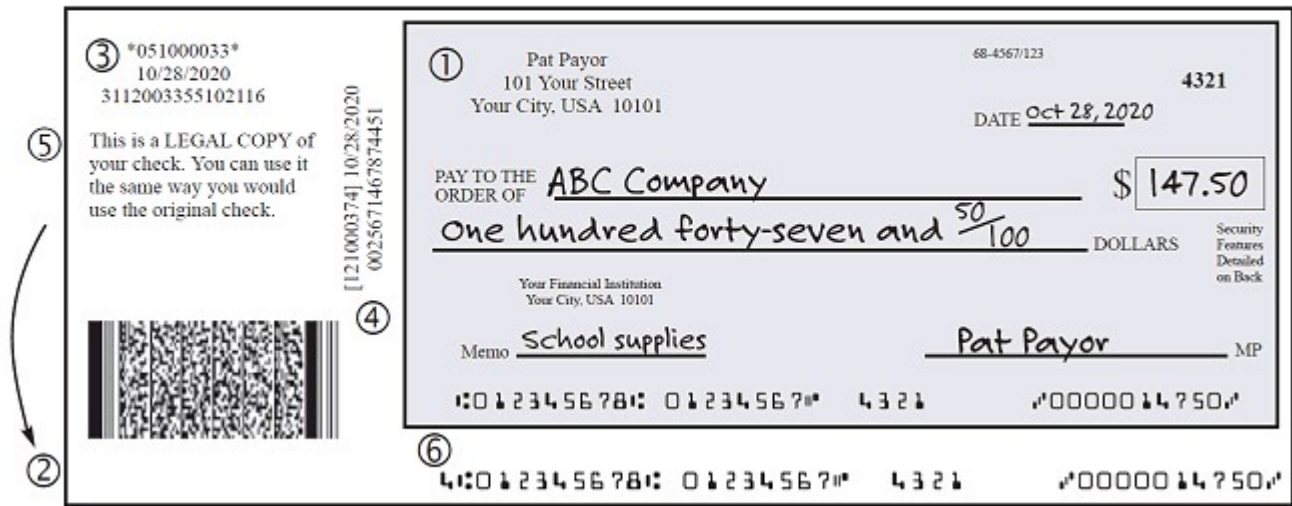 ③ *051000033*
10/28/2020
3112003355102116
⑤ This is a LEGAL COPY of
your check. You can use it
the same way you would
use the original check.
②
[121000374] 10/28/2020
00256714678744​51
④
① Pat Payor
101 Your Street
Your City, USA 10101
68-4567/123
4321
DATE Oct 28, 2020
PAY TO THE
ORDER OF ABC Company $ 147.50
One hundred forty-seven and 50/100 DOLLARS
Security
Features
Detailed
on Back
Your Financial Institution
Your City, USA 10101
Memo School supplies Pat Payor MP
⑆012345678⑆ 01234567⑈ 4321 ⑇0000014750⑇
⑥
4⑆012345678⑆ 01234567⑈ 4321 ⑇0000014750⑇